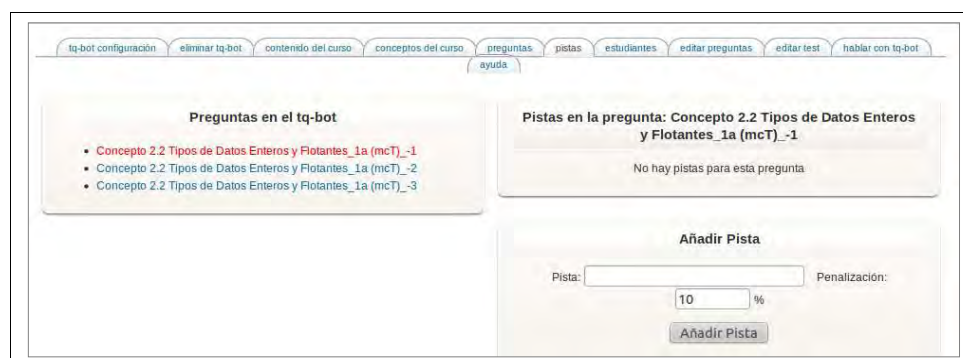 tq-bot configuración eliminar tq-bot contenido del curso conceptos del curso preguntas pistas estudiantes editar preguntas editar test hablar con tq-bot
ayuda
Preguntas en el tq-bot
Concepto 2.2 Tipos de Datos Enteros y Flotantes_1a (mcT)_-1
Concepto 2.2 Tipos de Datos Enteros y Flotantes_1a (mcT)_-2
Concepto 2.2 Tipos de Datos Enteros y Flotantes_1a (mcT)_-3
Pistas en la pregunta: Concepto 2.2 Tipos de Datos Enteros
y Flotantes_1a (mcT)_-1
No hay pistas para esta pregunta
Añadir Pista
Pista: Penalización:
10 %
Añadir Pista